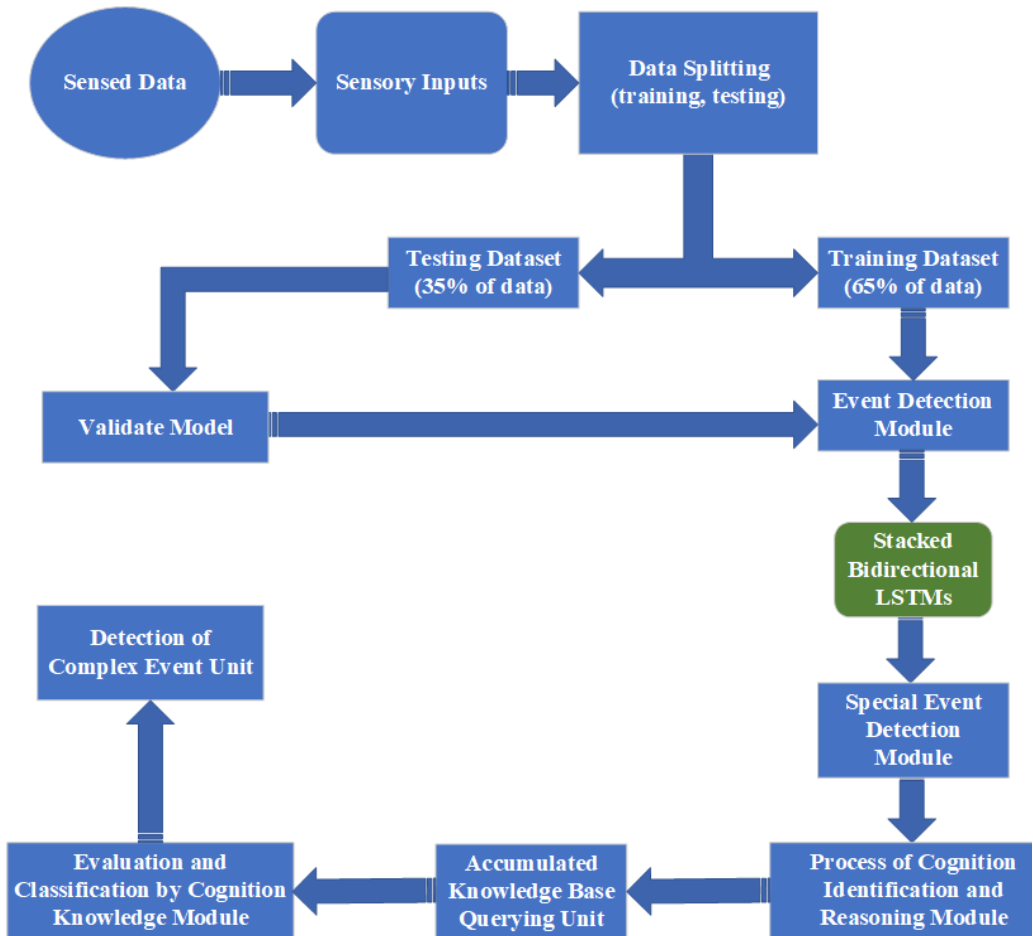 Sensed Data
Sensory Inputs
Data Splitting
(training, testing)
Testing Dataset
(35% of data)
Training Dataset
(65% of data)
Validate Model
Event Detection
Module
Stacked
Bidirectional
LSTMs
Detection of
Complex Event Unit
Special Event
Detection
Module
Evaluation and
Classification by Cognition
Knowledge Module
Accumulated
Knowledge Base
Querying Unit
Process of Cognition
Identification and
Reasoning Module